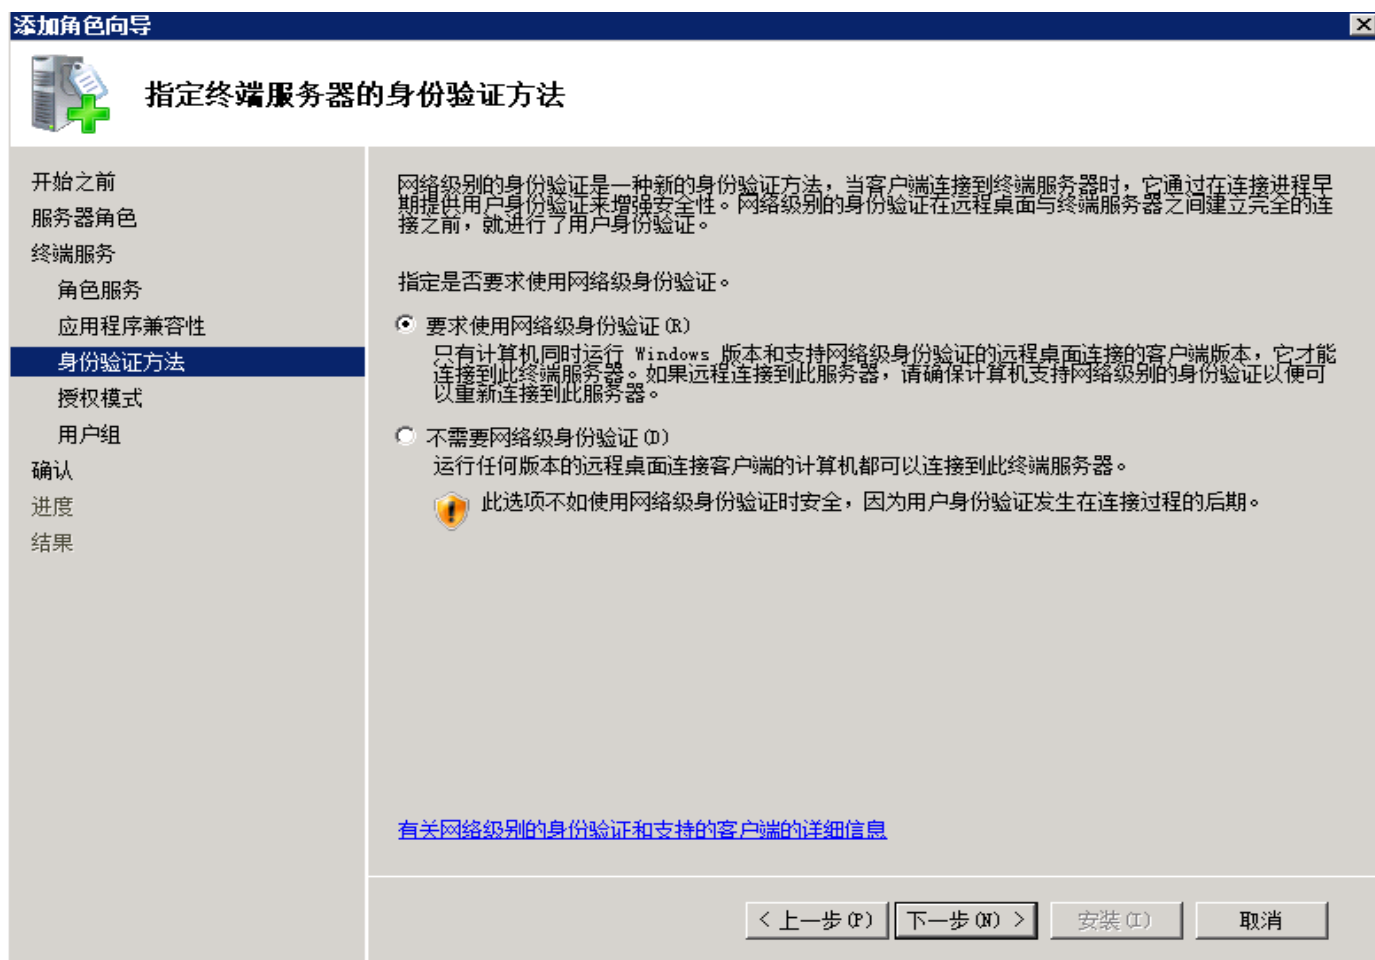 添加角色向导
指定终端服务器的身份验证方法
开始之前
服务器角色
终端服务
角色服务
应用程序兼容性
身份验证方法
授权模式
用户组
确认
进度
结果
网络级别的身份验证是一种新的身份验证方法，当客户端连接到终端服务器时，它通过在连接进程早
期提供用户身份验证来增强安全性。网络级别的身份验证在远程桌面与终端服务器之间建立完全的连
接之前，就进行了用户身份验证。
指定是否要求使用网络级身份验证。
要求使用网络级身份验证(R)
只有计算机同时运行 Windows 版本和支持网络级身份验证的远程桌面连接的客户端版本，它才能
连接到此终端服务器。如果远程连接到此服务器，请确保计算机支持网络级别的身份验证以便可
以重新连接到此服务器。
不需要网络级身份验证(D)
运行任何版本的远程桌面连接客户端的计算机都可以连接到此终端服务器。
此选项不如使用网络级身份验证时安全，因为用户身份验证发生在连接过程的后期。
有关网络级别的身份验证和支持的客户端的详细信息
< 上一步(P)
下一步(N) >
安装(I)
取消